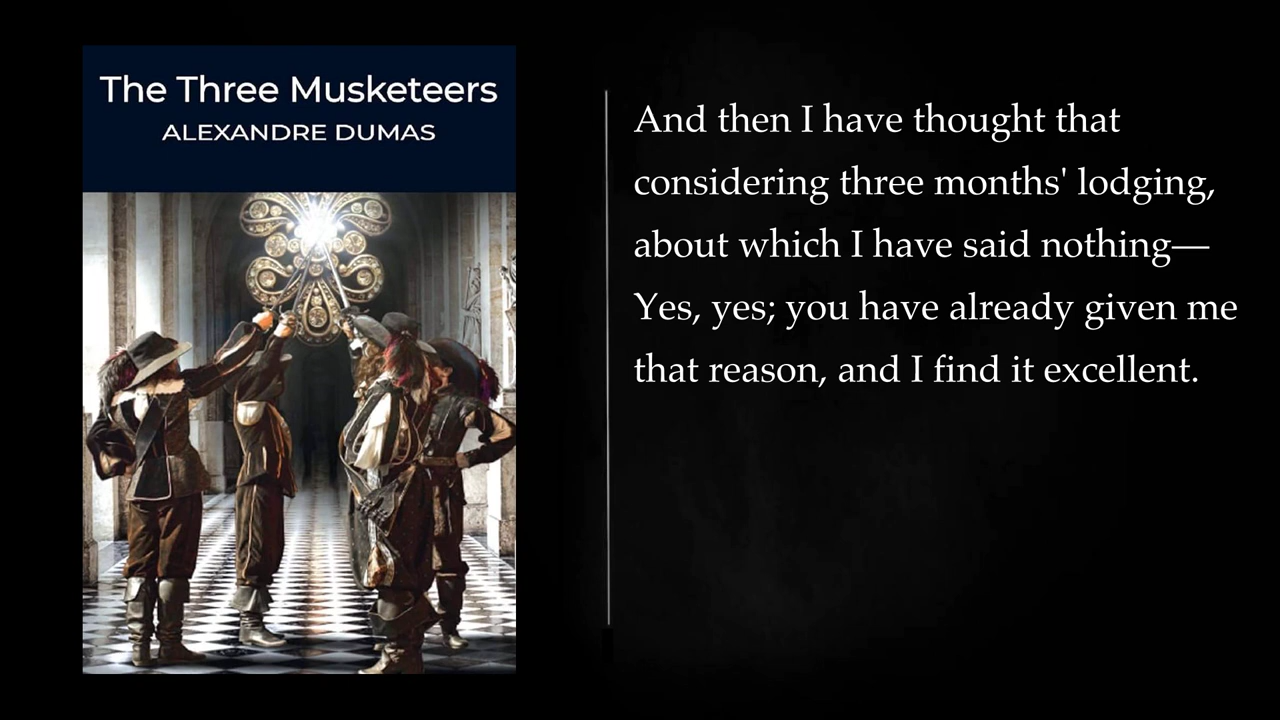 The Three Musketeers
ALEXANDRE DUMAS
And then I have thought that
considering three months' lodging,
about which I have said nothing—
Yes, yes; you have already given me
that reason, and I find it excellent.